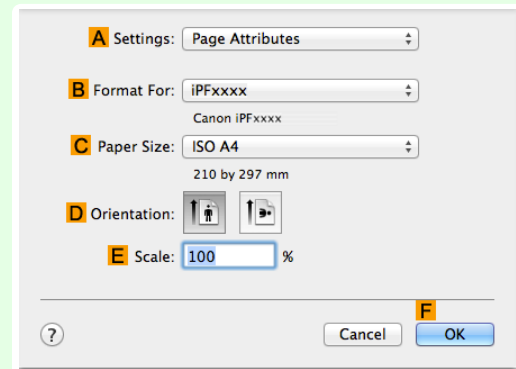 A Settings: Page Attributes
B Format For: iPFxxxx
Canon iPFxxxx
C Paper Size: ISO A4
210 by 297 mm
D Orientation:
E Scale: 100 %
F
? Cancel OK